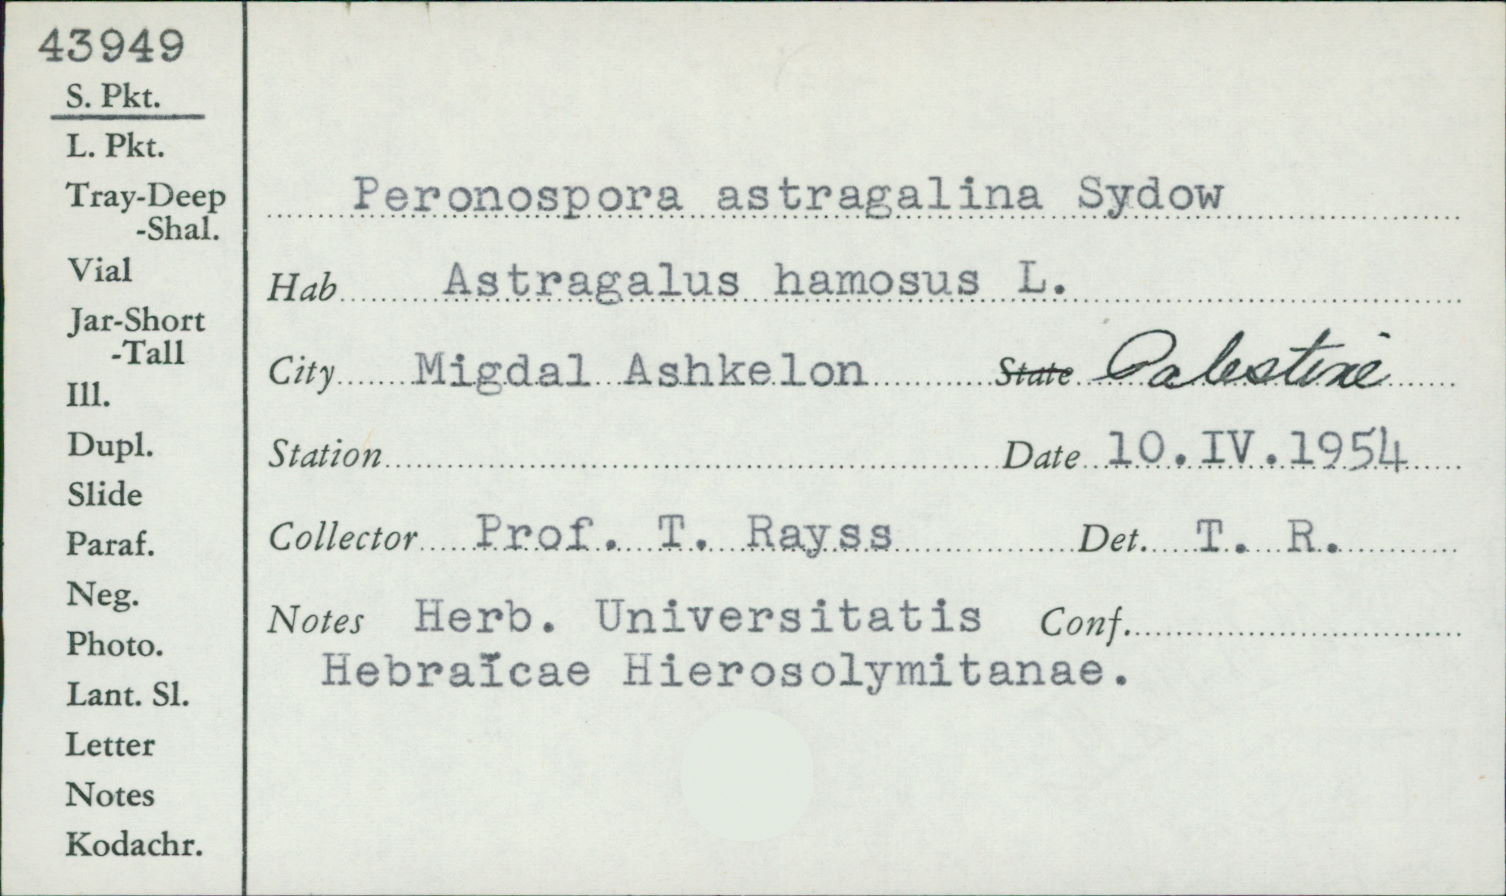 43949
S. Pkt.
L. Pkt.
Tray-Deep
-Shal.
Vial
Jar-Short
-Tall
Ill.
Dupl.
Slide
Paraf.
Neg.
Photo.
Lant. Sl.
Letter
Notes
Kodachr.
Peronospora astragalina Sydow
Hab Astragalus hamosus L.
City Migdal Ashkelon State Palestine
Station Date 10.IV.1954
Collector Prof. T. Rayss Det. T. R.
Notes Herb. Universitatis Conf.
Hebraïcae Hierosolymitanae.